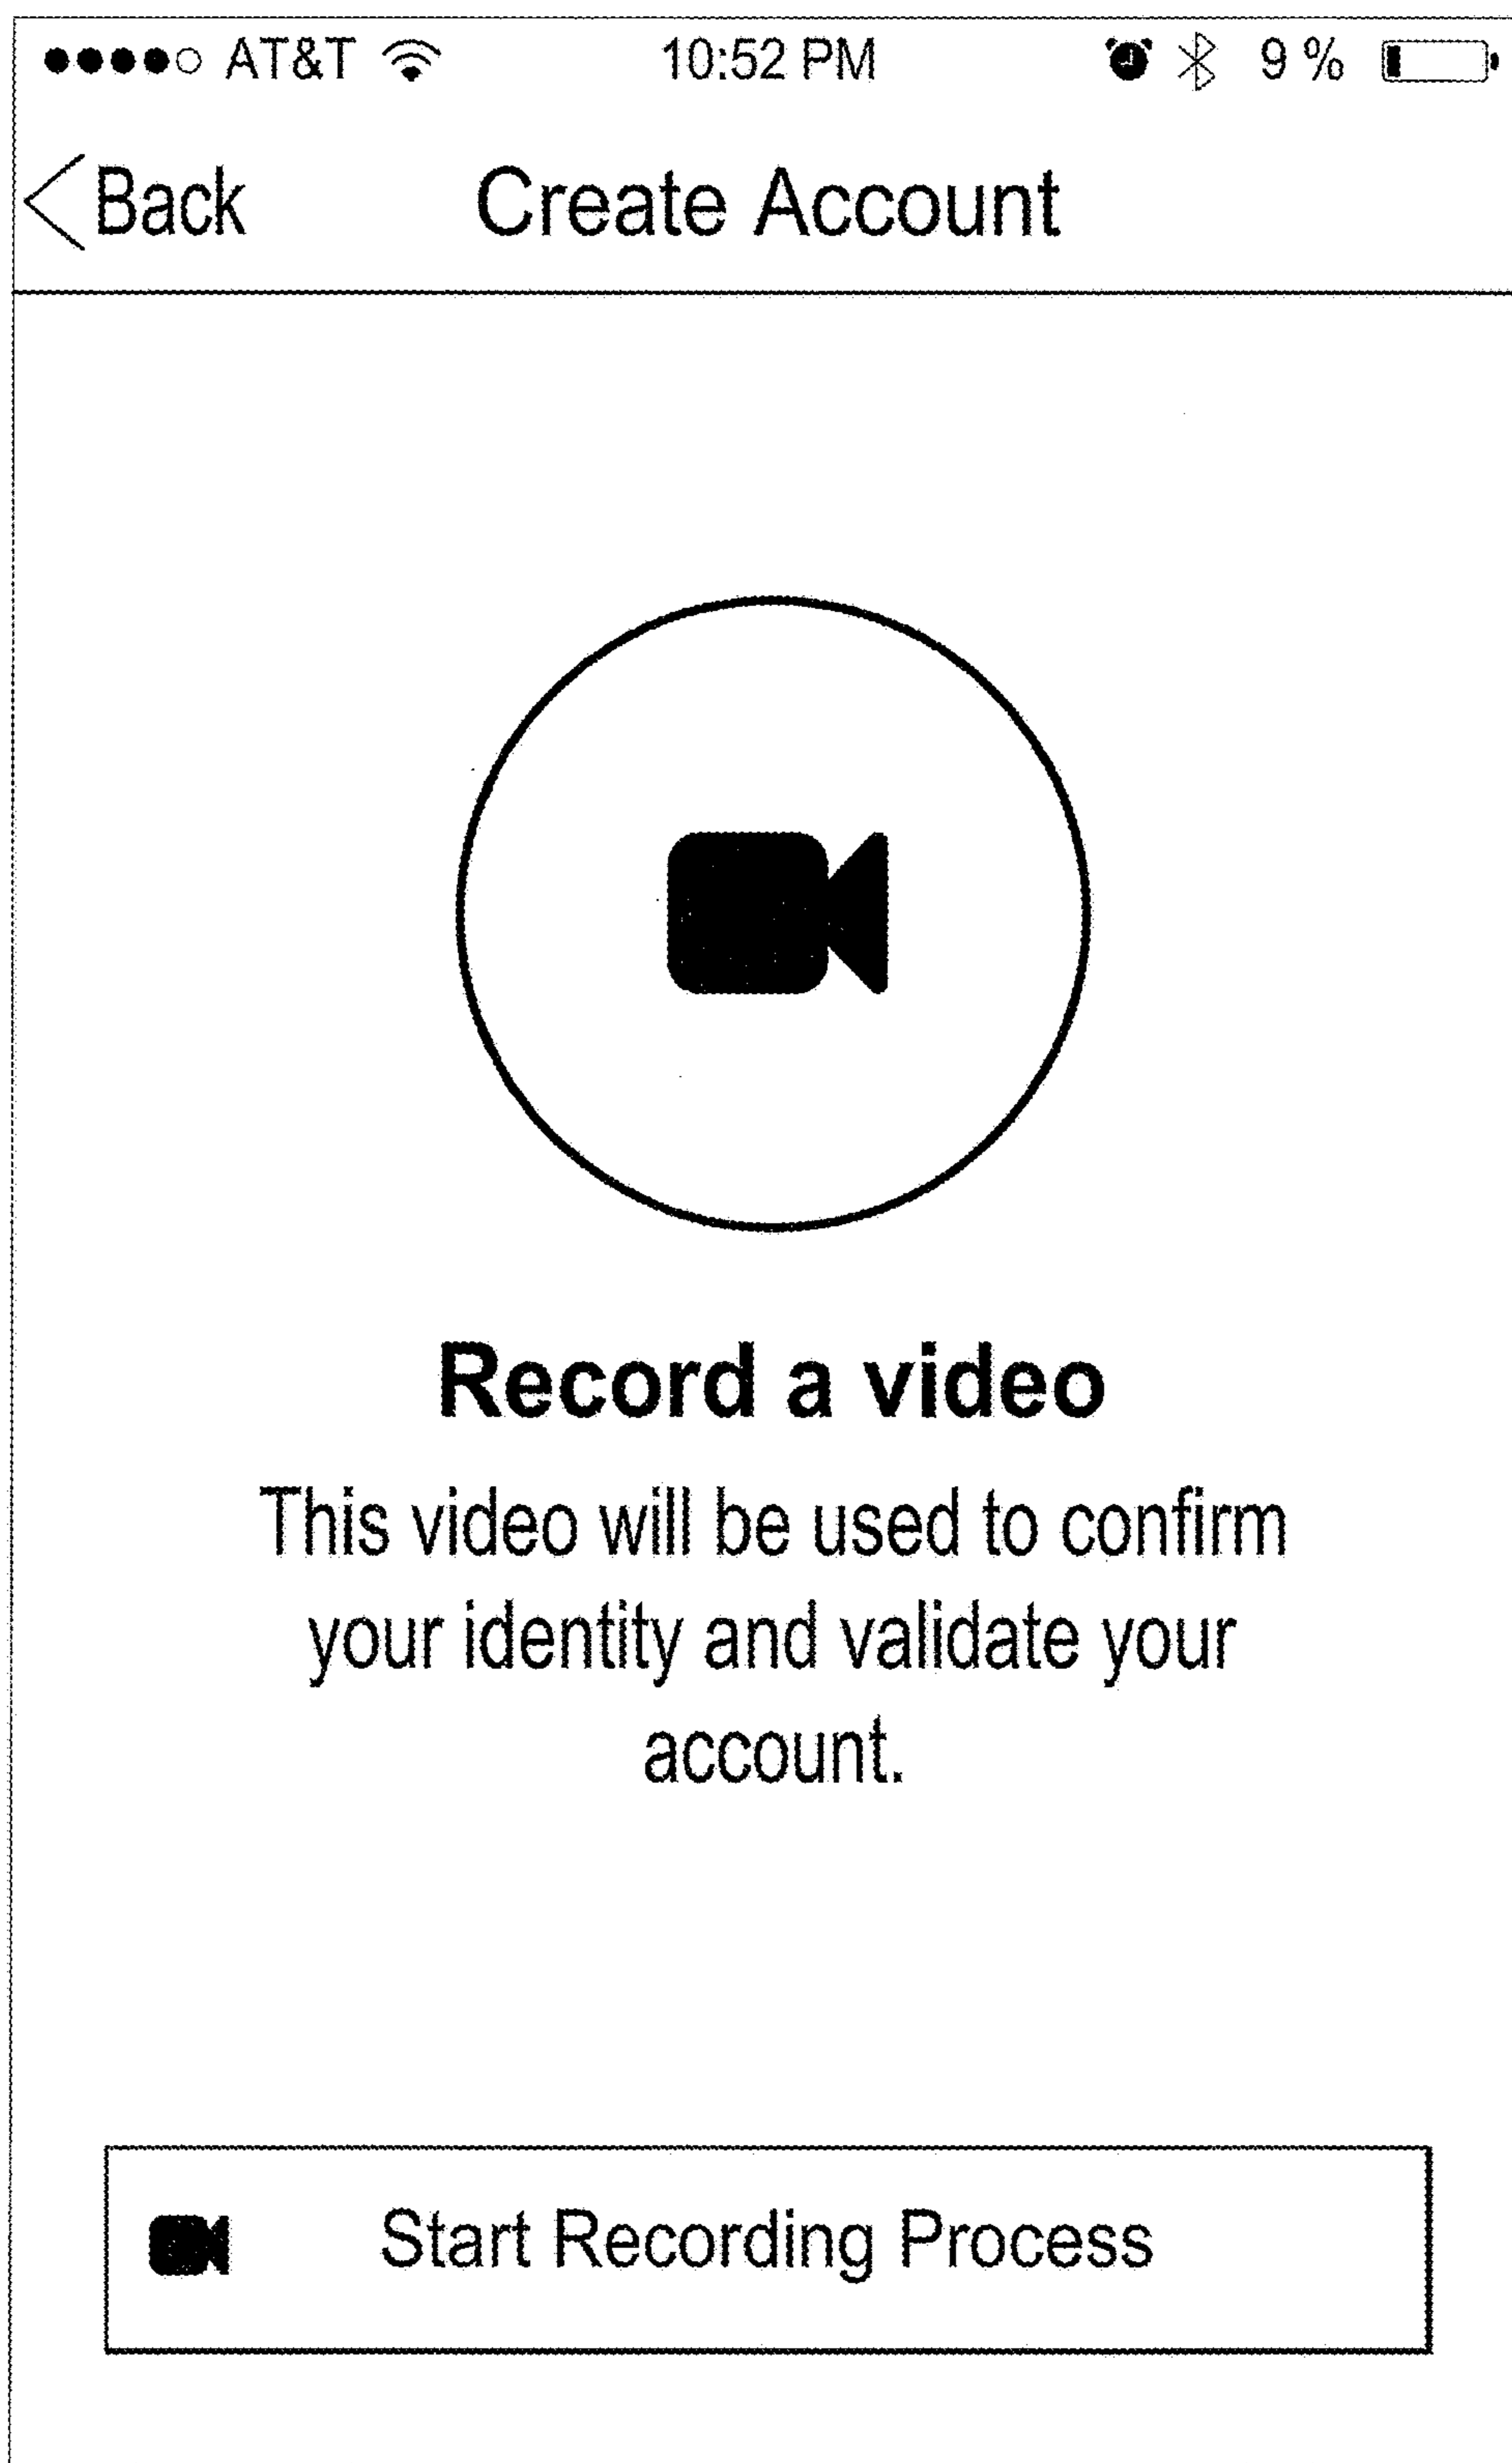 AT&T 10:52 PM 9 %
Back Create Account
Record a video
This video will be used to confirm
your identity and validate your
account.
Start Recording Process